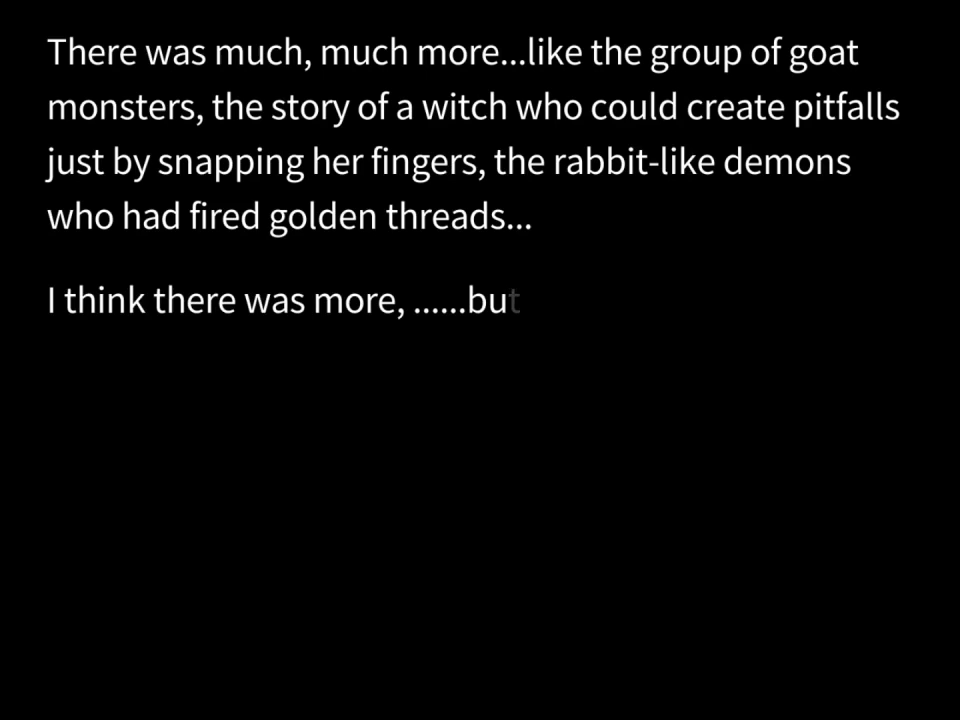 There was much, much more...like the group of goat
monsters, the story of a witch who could create pitfalls
just by snapping her fingers, the rabbit-like demons
who had fired golden threads...
I think there was more, ......but